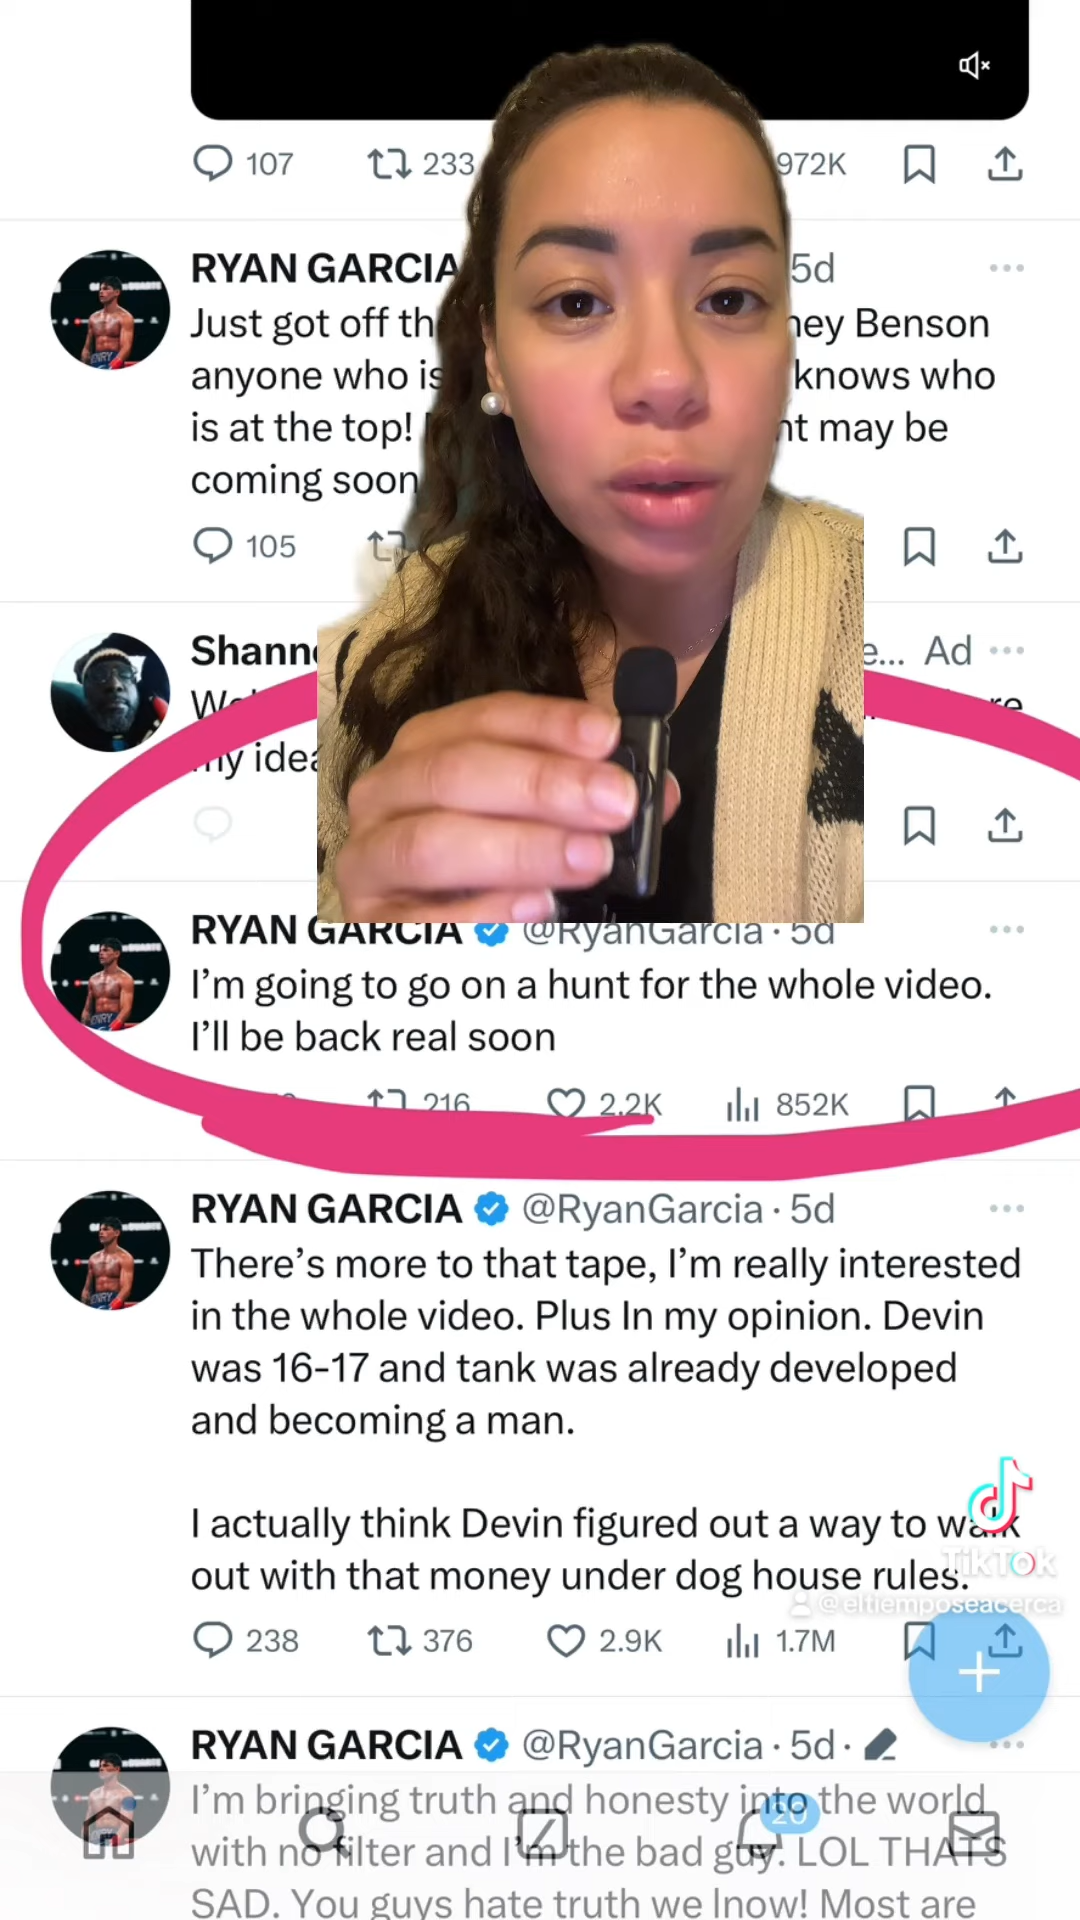 107 233 972K
RYAN GARCIA 5d
Just got off th ney Benson
anyone who is knows who
is at the top! nt may be
coming soon
105
Shann e... Ad
We re
my idea
RYAN GARCIA @RyanGarcia · 5d
I'm going to go on a hunt for the whole video.
I'll be back real soon
216 2.2K 852K
RYAN GARCIA @RyanGarcia · 5d
There's more to that tape, I'm really interested
in the whole video. Plus In my opinion. Devin
was 16-17 and tank was already developed
and becoming a man.
I actually think Devin figured out a way to walk
out with that money under dog house rules.
TikTok
@eltiemposeacerca
238 376 2.9K 1.7M
RYAN GARCIA @RyanGarcia · 5d ·
I'm bringing truth and honesty into the world
20
with no filter and I'm the bad guy. LOL THATS
SAD. You guys hate truth we lnow! Most are